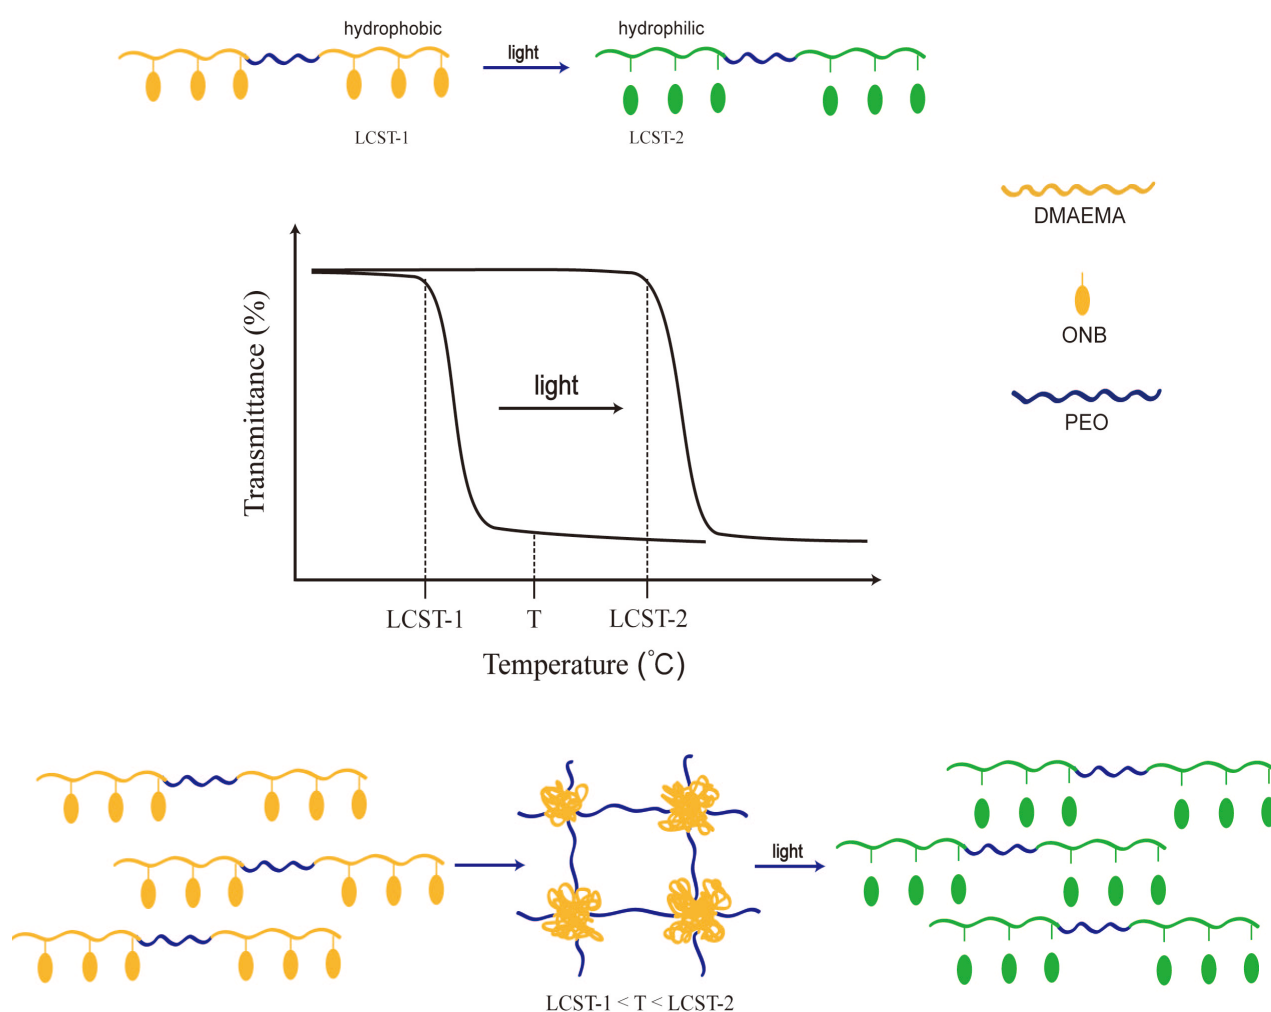 hydrophobic
hydrophilic
light
LCST-1
LCST-2
DMAEMA
ONB
PEO
Transmittance (%)
light
LCST-1
T
LCST-2
Temperature (°C)
light
LCST-1 < T < LCST-2